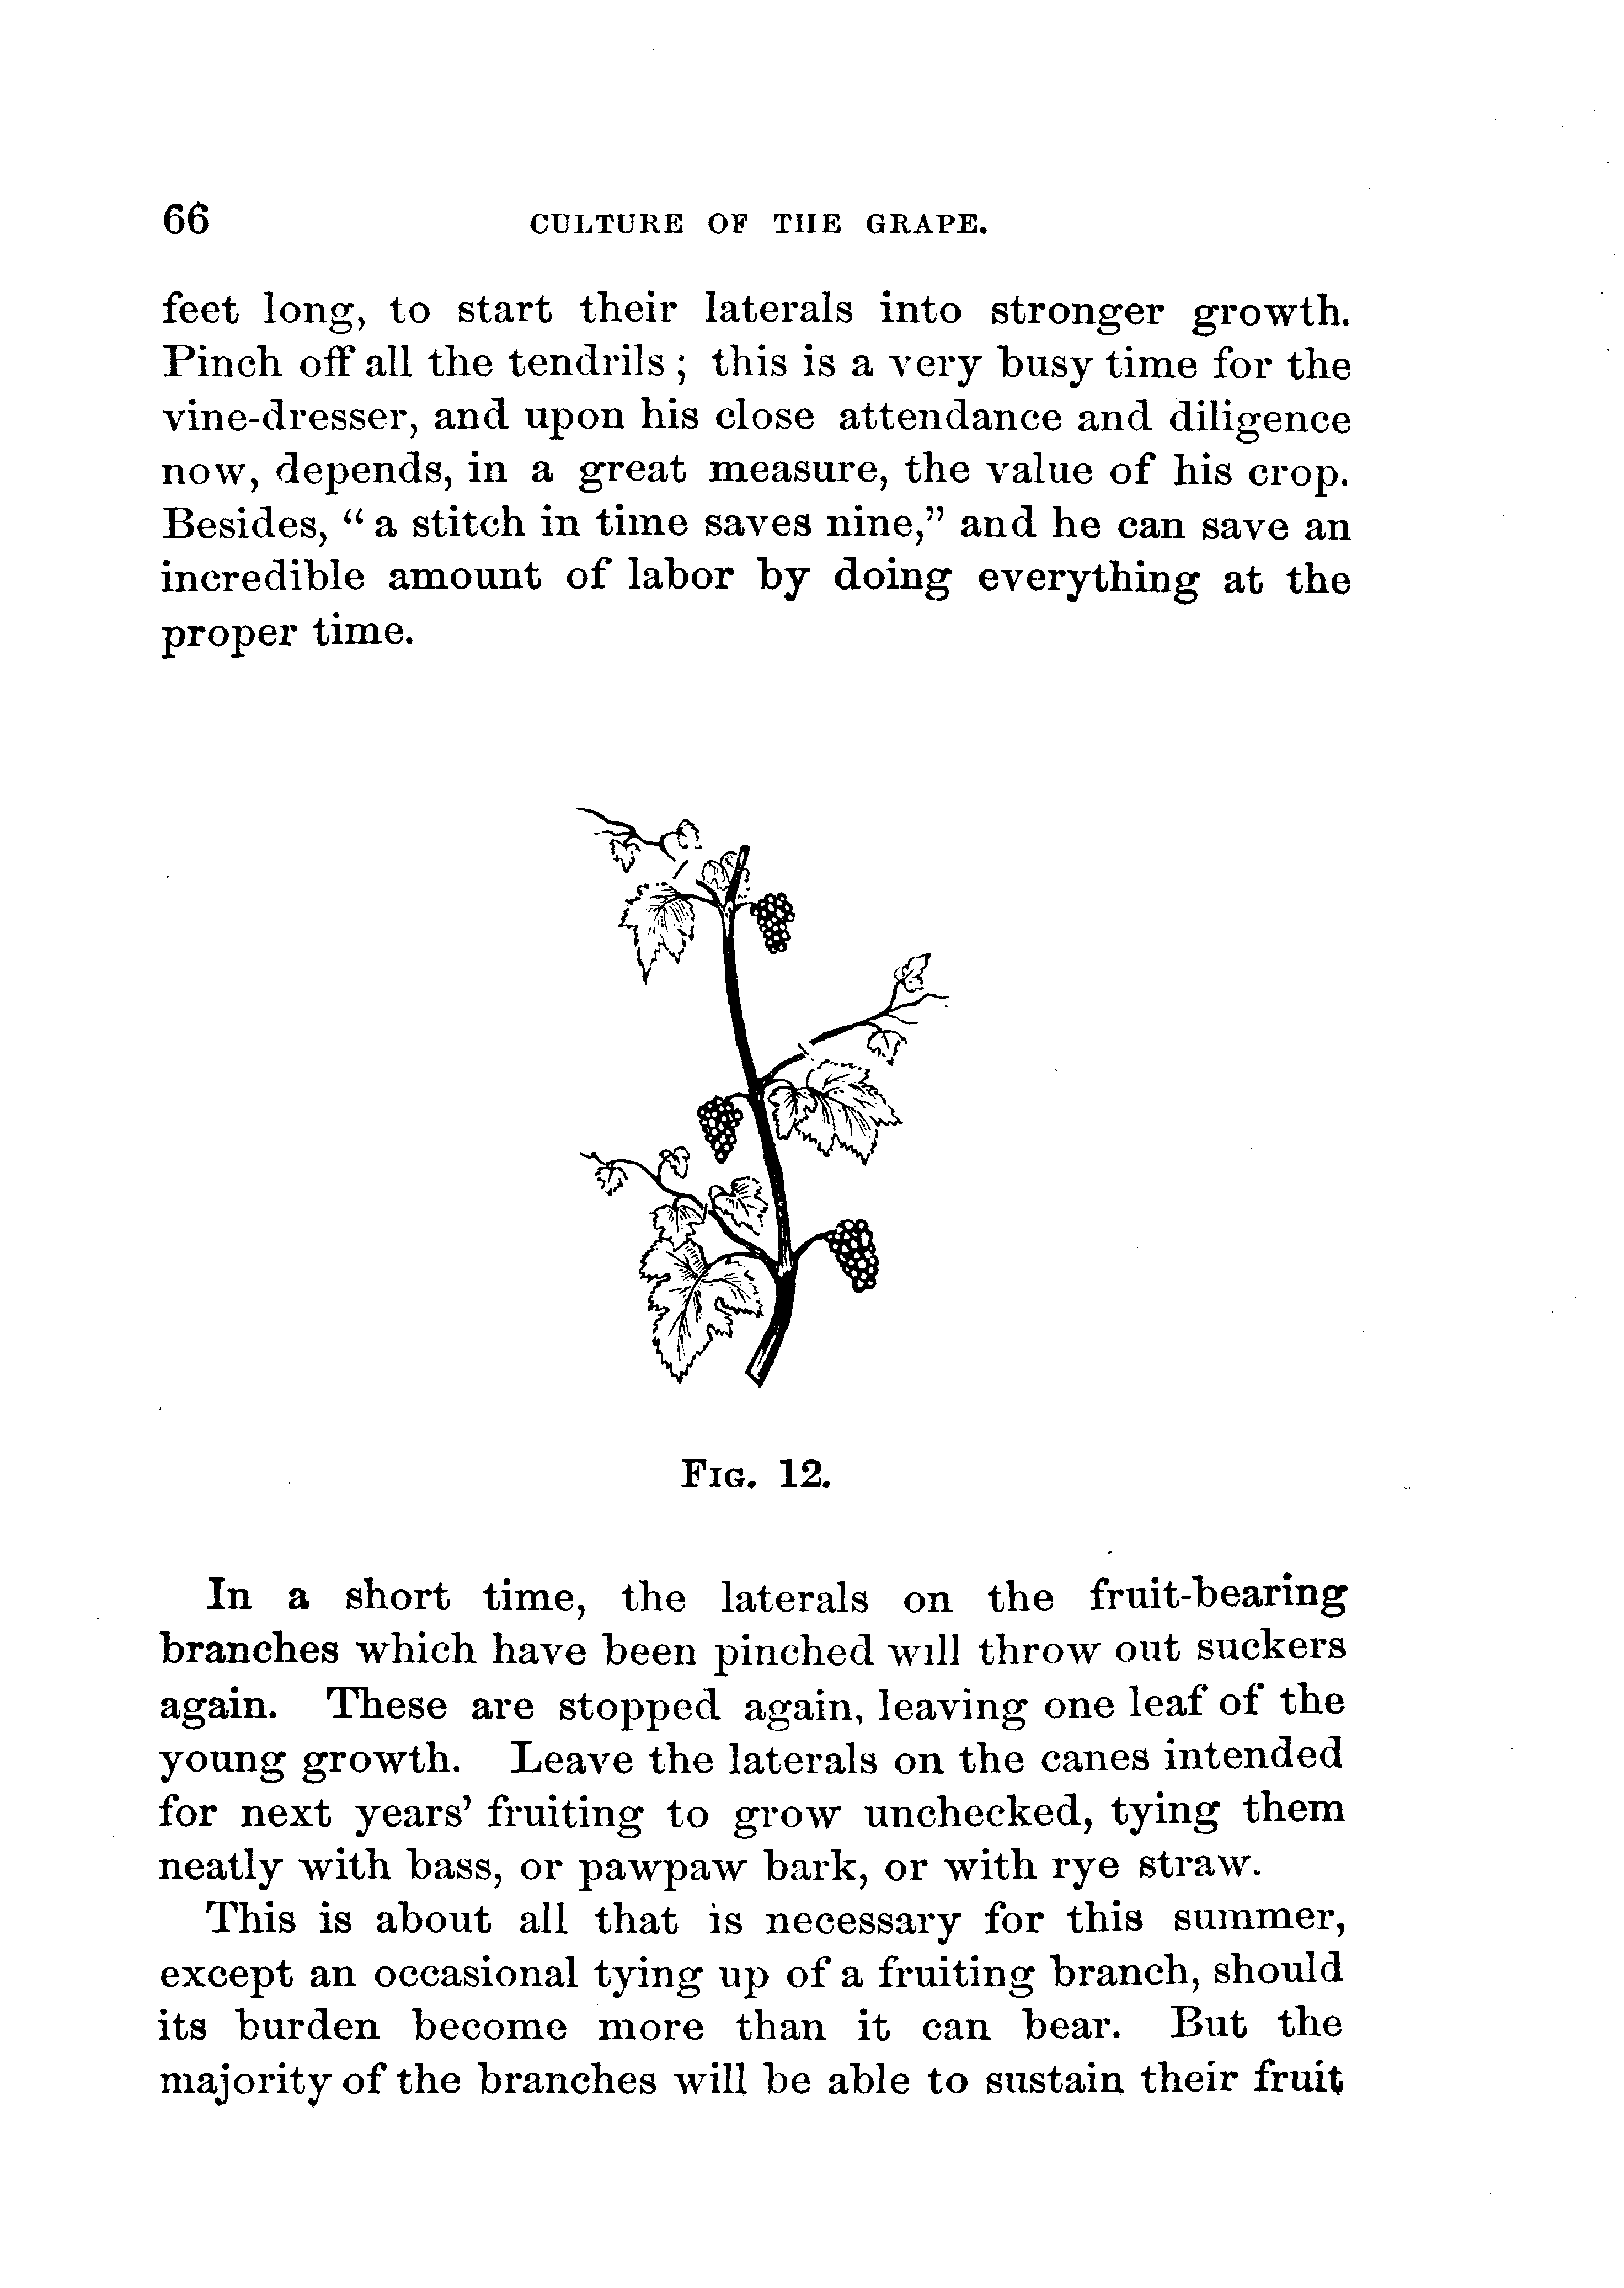 66 CULTURE OF THE GRAPE.
feet long, to start their laterals into stronger growth.
Pinch off all the tendrils ; this is a very busy time for the
vine-dresser, and upon his close attendance and diligence
now, depends, in a great measure, the value of his crop.
Besides, “ a stitch in time saves nine,” and he can save an
incredible amount of labor by doing everything at the
proper time.
FIG. 12.
In a short time, the laterals on the fruit-bearing
branches which have been pinched will throw out suckers
again. These are stopped again, leaving one leaf of the
young growth. Leave the laterals on the canes intended
for next years’ fruiting to grow unchecked, tying them
neatly with bass, or pawpaw bark, or with rye straw.
This is about all that is necessary for this summer,
except an occasional tying up of a fruiting branch, should
its burden become more than it can bear. But the
majority of the branches will be able to sustain their fruit